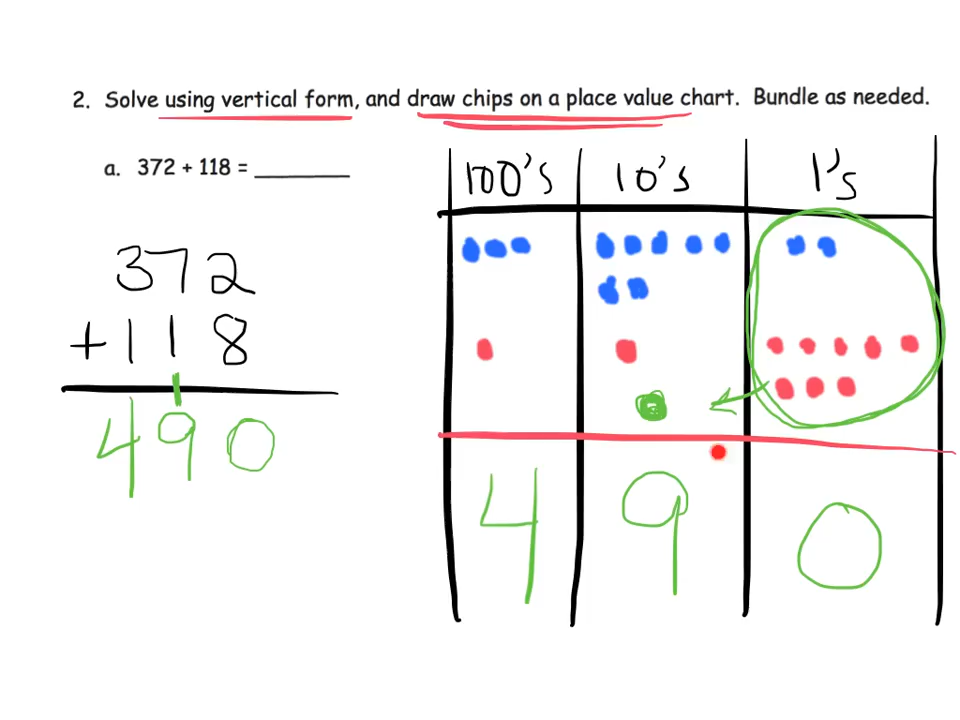 2. Solve using vertical form, and draw chips on a place value chart. Bundle as needed.
a. 372 + 118 = ________
100's 10's 1's
372
+118
1
490
4 9 0